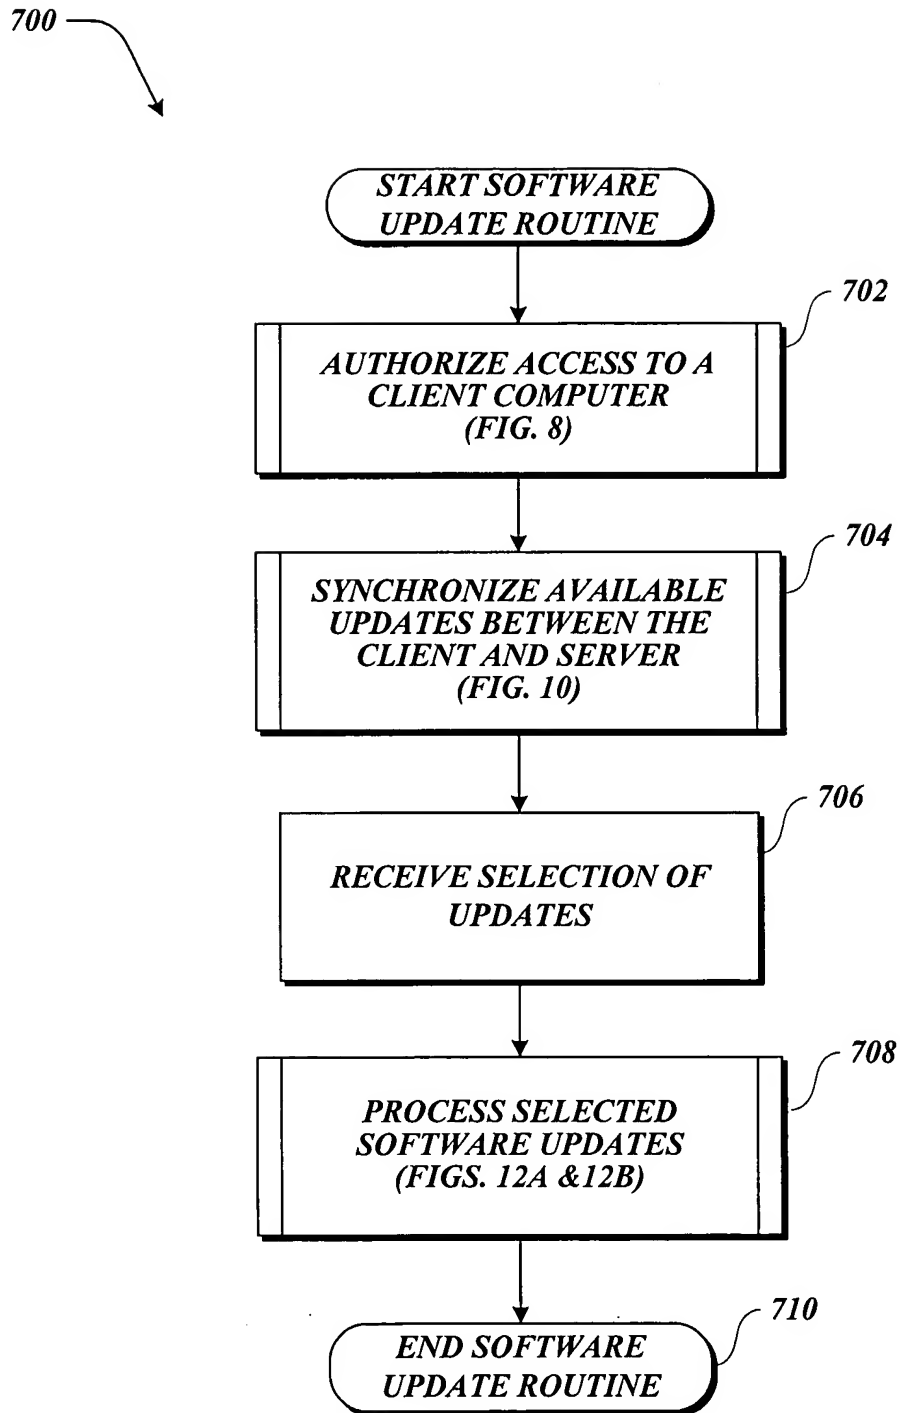 700
START SOFTWARE
UPDATE ROUTINE
702
AUTHORIZE ACCESS TO A
CLIENT COMPUTER
(FIG. 8)
704
SYNCHRONIZE AVAILABLE
UPDATES BETWEEN THE
CLIENT AND SERVER
(FIG. 10)
706
RECEIVE SELECTION OF
UPDATES
708
PROCESS SELECTED
SOFTWARE UPDATES
(FIGS. 12A &12B)
710
END SOFTWARE
UPDATE ROUTINE